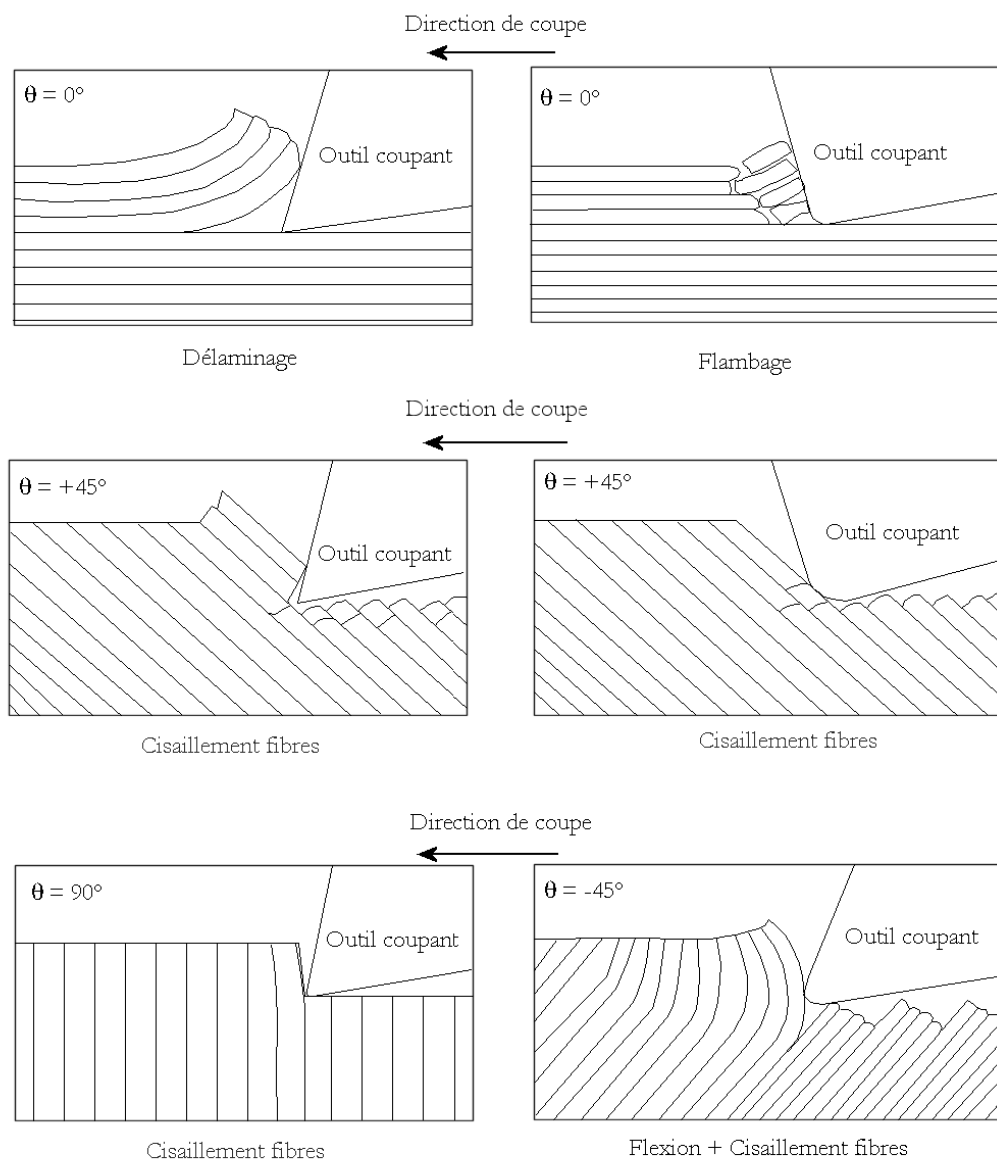 Direction de coupe
θ = 0°
Outil coupant
θ = 0°
Outil coupant
Délaminage
Flambage
Direction de coupe
θ = +45°
Outil coupant
θ = +45°
Outil coupant
Cisaillement fibres
Cisaillement fibres
Direction de coupe
θ = 90°
Outil coupant
θ = -45°
Outil coupant
Cisaillement fibres
Flexion + Cisaillement fibres